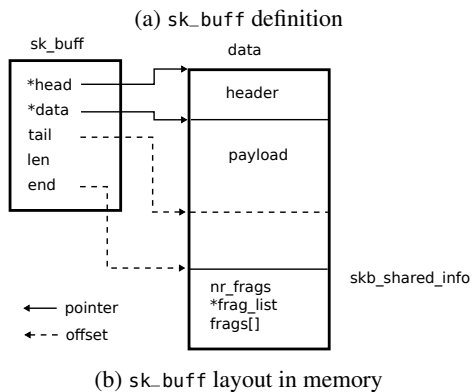 (a) sk_buff definition
sk_buff
data
*head
*data
tail
len
end
header
payload
nr_frags
*frag_list
frags[]
skb_shared_info
pointer
offset
(b) sk_buff layout in memory